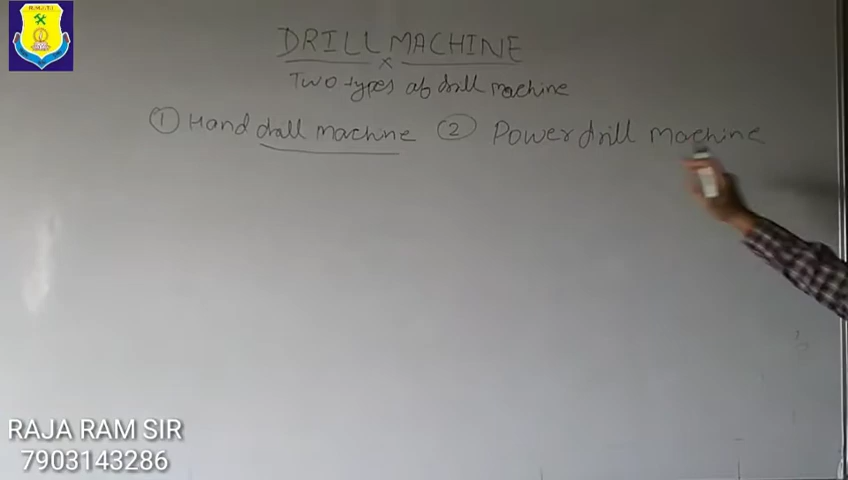 R.M.I.T.I
DRILL MACHINE
x
Two types of drill machine
① Hand drill machine ② Power drill machine
RAJA RAM SIR
7903143286